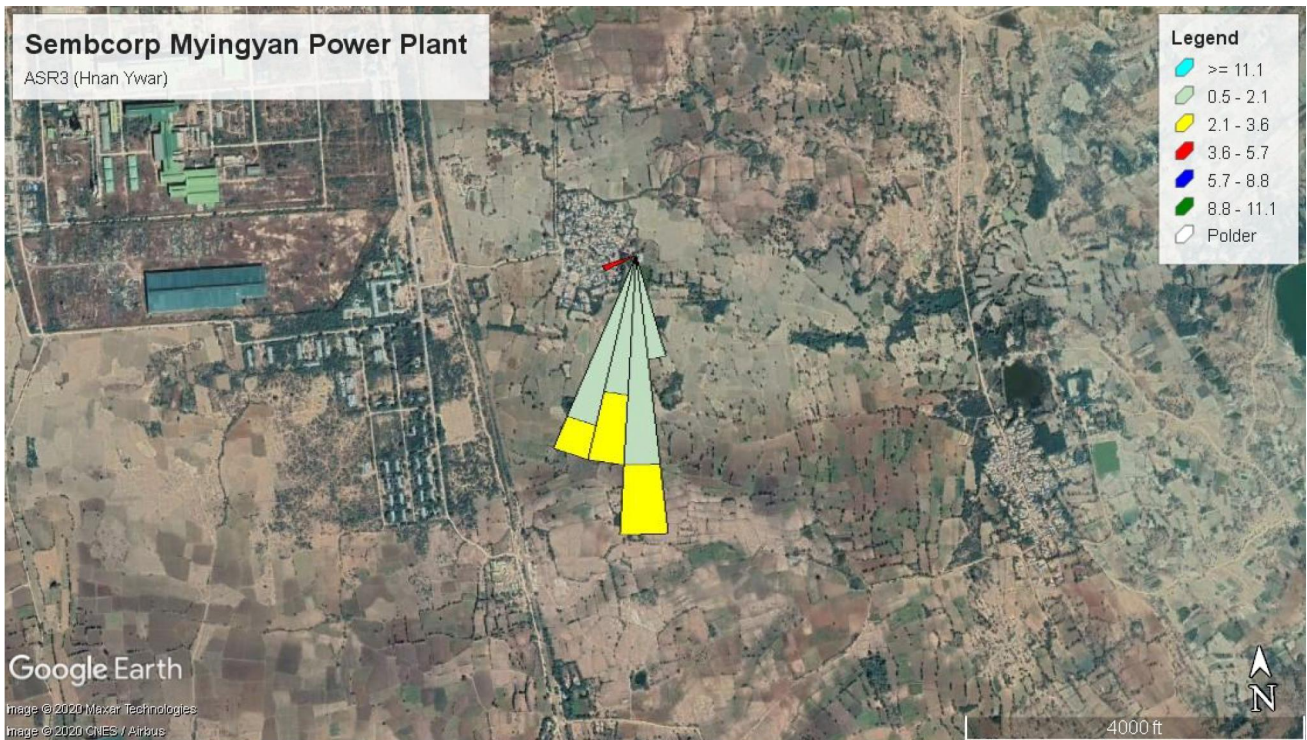 Sembcorp Myingyan Power Plant
ASR3 (Hnan Ywar)
Legend
>= 11.1
0.5 - 2.1
2.1 - 3.6
3.6 - 5.7
5.7 - 8.8
8.8 - 11.1
Polder
Google Earth
Image © 2020 Maxar Technologies
Image © 2020 CNES / Airbus
N
4000 ft